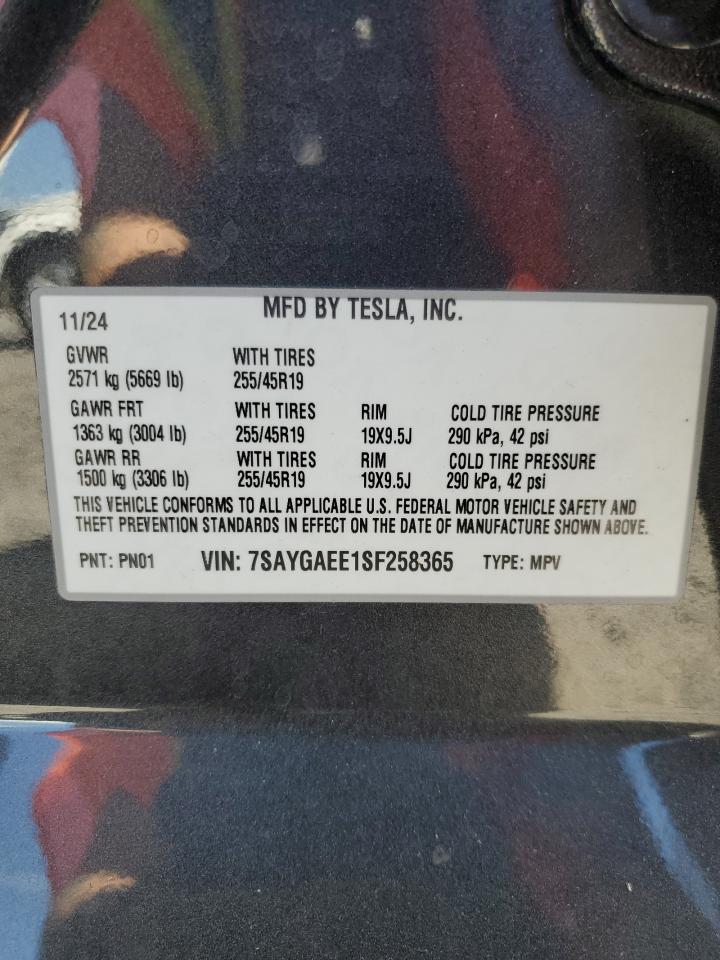 MFD BY TESLA, INC.
11/24
GVWR WITH TIRES
2571 kg (5669 lb) 255/45R19
GAWR FRT WITH TIRES RIM COLD TIRE PRESSURE
1363 kg (3004 lb) 255/45R19 19X9.5J 290 kPa, 42 psi
GAWR RR WITH TIRES RIM COLD TIRE PRESSURE
1500 kg (3306 lb) 255/45R19 19X9.5J 290 kPa, 42 psi
THIS VEHICLE CONFORMS TO ALL APPLICABLE U.S. FEDERAL MOTOR VEHICLE SAFETY AND
THEFT PREVENTION STANDARDS IN EFFECT ON THE DATE OF MANUFACTURE SHOWN ABOVE.
PNT: PN01 VIN: 7SAYGAEE1SF258365 TYPE: MPV